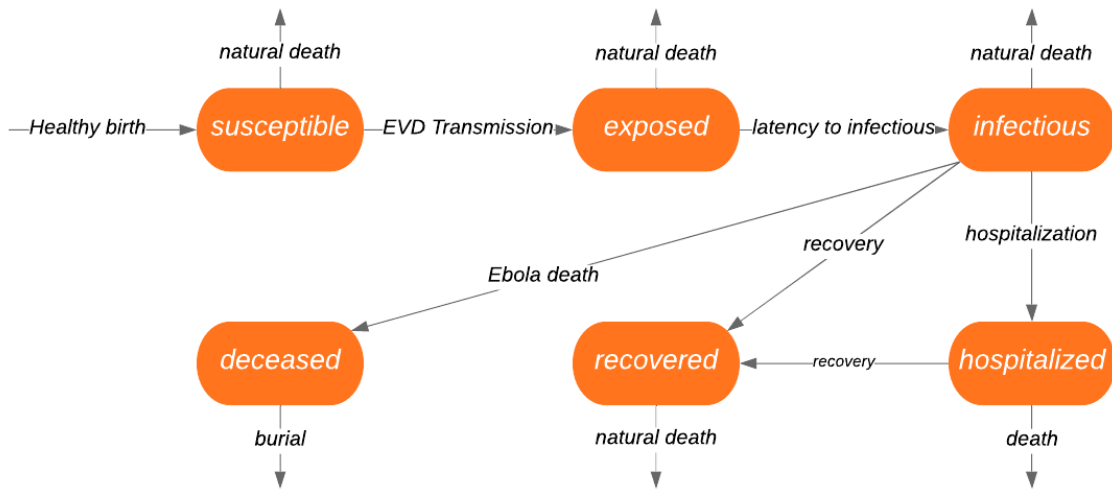 natural death
natural death
natural death
Healthy birth
susceptible
EVD Transmission
exposed
latency to infectious
infectious
recovery
hospitalization
Ebola death
deceased
recovered
recovery
hospitalized
burial
natural death
death